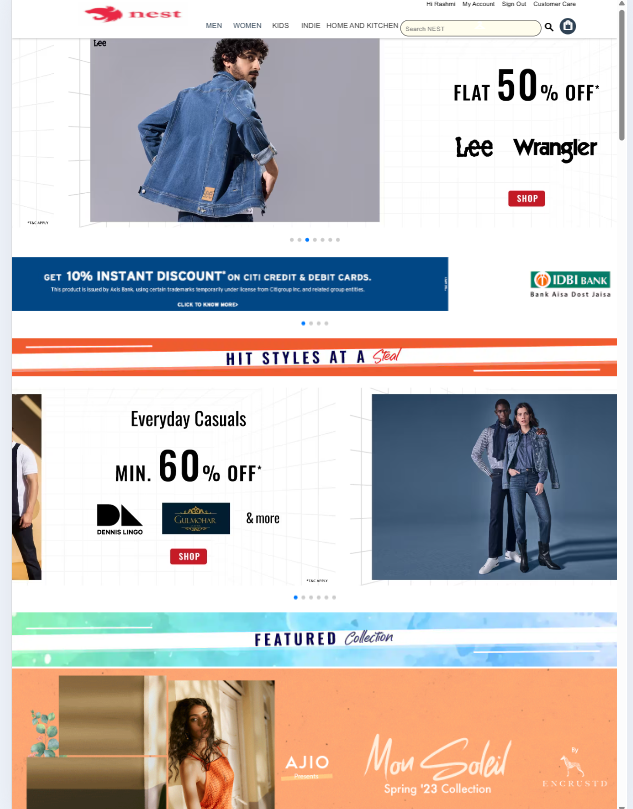 Hi Rashmi My Account Sign Out Customer Care
nest
MEN WOMEN KIDS INDIE HOME AND KITCHEN Search NEST
Lee
FLAT 50% OFF*
Lee Wrangler
SHOP
*T&C APPLY
GET 10% INSTANT DISCOUNT* ON CITI CREDIT & DEBIT CARDS.
This product is issued by Axis Bank, using certain trademarks temporarily under license from Citigroup Inc. and related group entities.
CLICK TO KNOW MORE>
IDBI BANK
Bank Aisa Dost Jaisa
HIT STYLES AT A Steal
Everyday Casuals
MIN. 60% OFF*
DENNIS LINGO
GULMOHAR
& more
SHOP
*T&C APPLY
FEATURED Collection
AJIO
Presents
Mon Soleil
Spring '23 Collection
By
ENCRUSTD